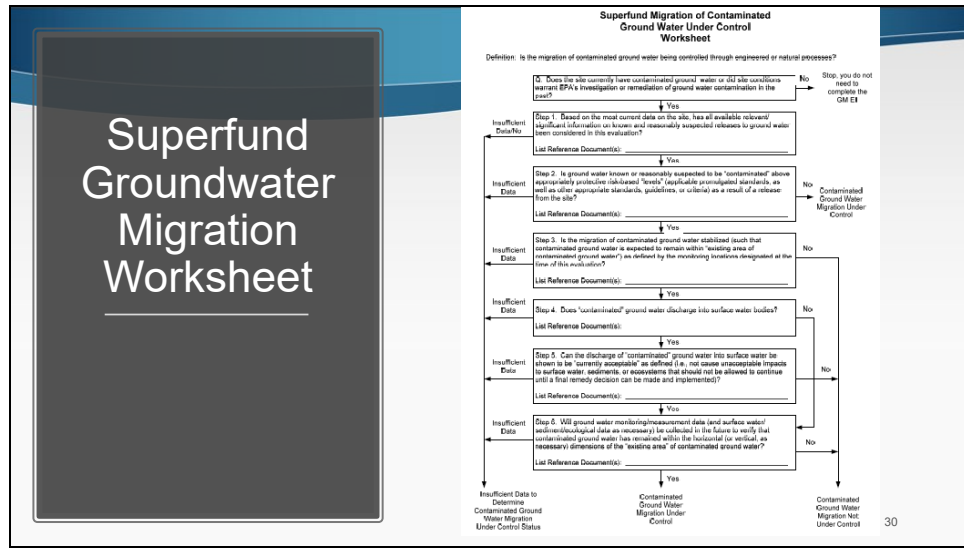 Superfund
Groundwater
Migration
Worksheet
Superfund Migration of Contaminated
Ground Water Under Control
Worksheet
Definition: Is the migration of contaminated ground water being controlled through engineered or natural processes?
Q. Does the site currently have contaminated ground water or did site conditions
warrant EPA's investigation or remediation of ground water contamination in the
past?
No
Stop, you do not
need to
complete the
GM EI
Yes
Insufficient
Data/No
Step 1. Based on the most current data on the site, has all available relevant/
significant information on known and reasonably suspected releases to ground water
been considered in this evaluation?
List Reference Document(s):
Yes
Insufficient
Data
Step 2. Is ground water known or reasonably suspected to be "contaminated" above
appropriately protective risk-based "levels" (applicable promulgated standards, as
well as other appropriate standards, guidelines, or criteria) as a result of a release
from the site?
List Reference Document(s):
No
Contaminated
Ground Water
Migration Under
Control
Yes
Insufficient
Data
Step 3. Is the migration of contaminated ground water stabilized (such that
contaminated ground water is expected to remain within "existing area of
contaminated ground water") as defined by the monitoring locations designated at the
time of this evaluation?
List Reference Document(s):
No
Yes
Insufficient
Data
Step 4. Does "contaminated" ground water discharge into surface water bodies?
List Reference Document(s):
No
Yes
Insufficient
Data
Step 5. Can the discharge of "contaminated" ground water into surface water be
shown to be "currently acceptable" as defined (i.e., not cause unacceptable impacts
to surface water, sediments, or ecosystems that should not be allowed to continue
until a final remedy decision can be made and implemented)?
List Reference Document(s):
No
Yes
Insufficient
Data
Step 6. Will ground water monitoring/measurement data (and surface water/
sediment/ecological data as necessary) be collected in the future to verify that
contaminated ground water has remained within the horizontal (or vertical, as
necessary) dimensions of the "existing area" of contaminated ground water?
List Reference Document(s):
No
Yes
Insufficient Data to
Determine
Contaminated Ground
Water Migration
Under Control Status
Contaminated
Ground Water
Migration Under
Control
Contaminated
Ground Water
Migration Not
Under Control
30